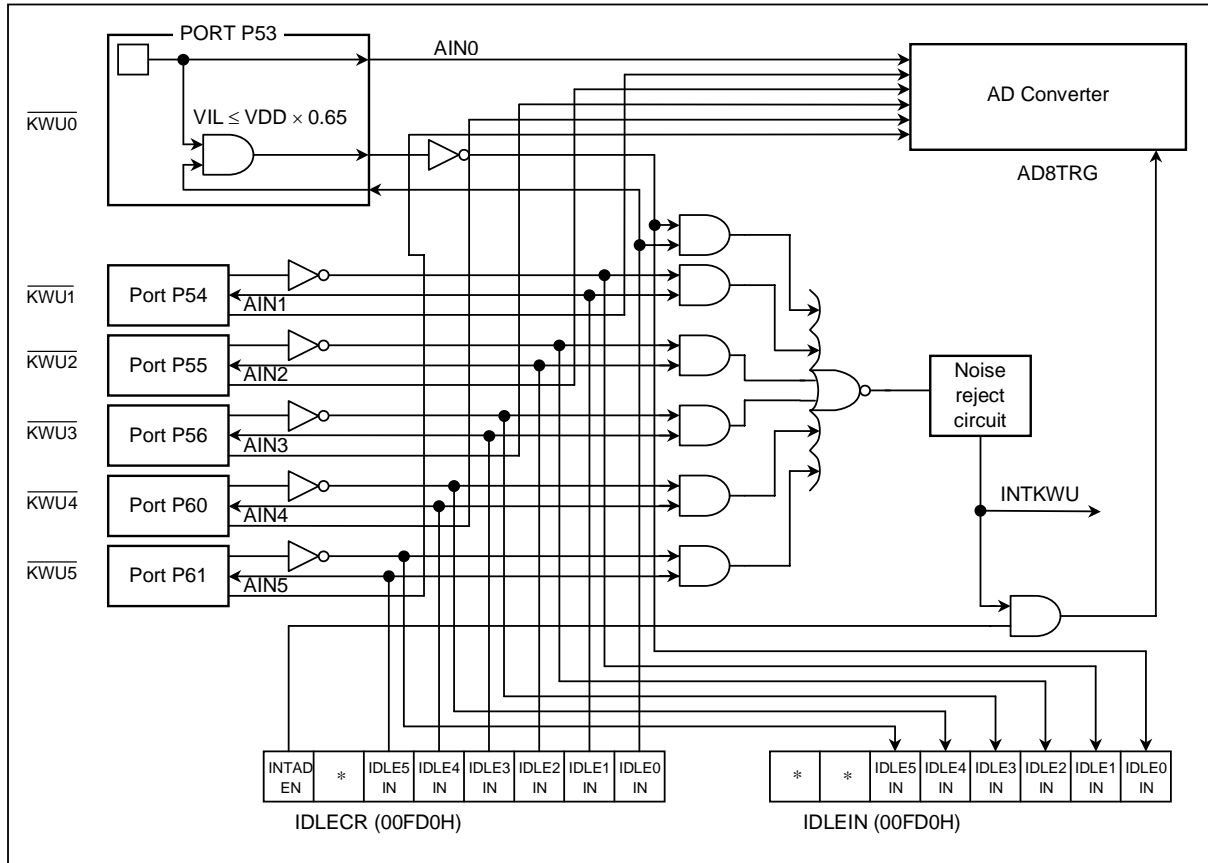 PORT P53
AIN0
AD Converter
KWU0
VIL ≤ VDD × 0.65
AD8TRG
KWU1
Port P54
AIN1
KWU2
Port P55
AIN2
Noise
reject
circuit
KWU3
Port P56
AIN3
KWU4
Port P60
AIN4
INTKWU
KWU5
Port P61
AIN5
INTAD
EN
*
IDLE5
IN
IDLE4
IN
IDLE3
IN
IDLE2
IN
IDLE1
IN
IDLE0
IN
*
*
IDLE5
IN
IDLE4
IN
IDLE3
IN
IDLE2
IN
IDLE1
IN
IDLE0
IN
IDLECR (00FD0H)
IDLEIN (00FD0H)